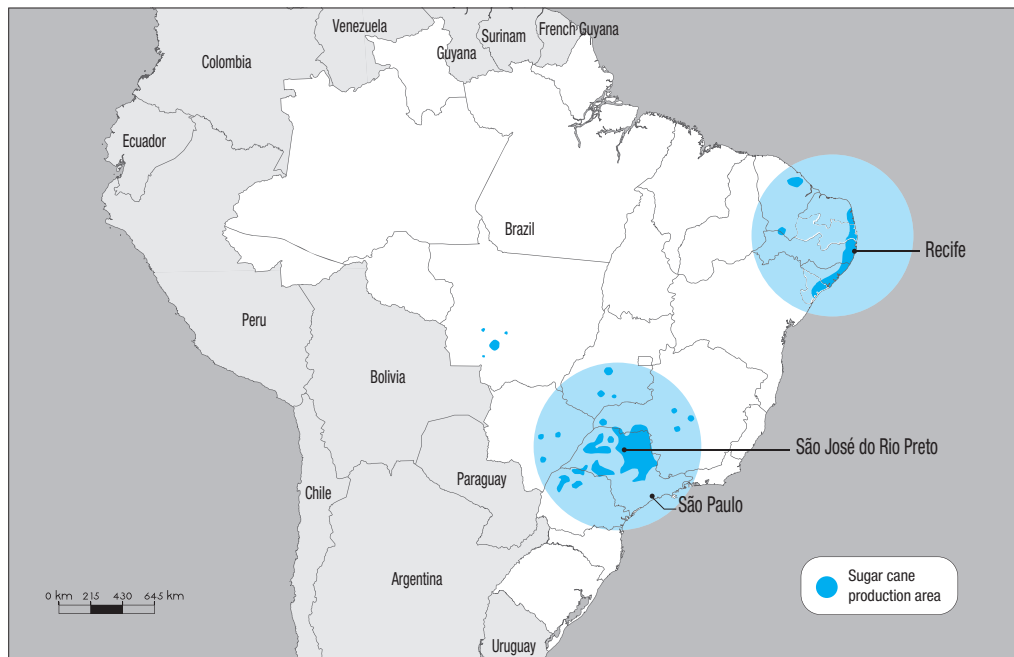 Venezuela
Guyana
Surinam
French Guyana
Colombia
Ecuador
Brazil
Recife
Peru
Bolivia
São José do Rio Preto
Paraguay
Chile
São Paulo
Argentina
Sugar cane
production area
0 km 215 430 645 km
Uruguay